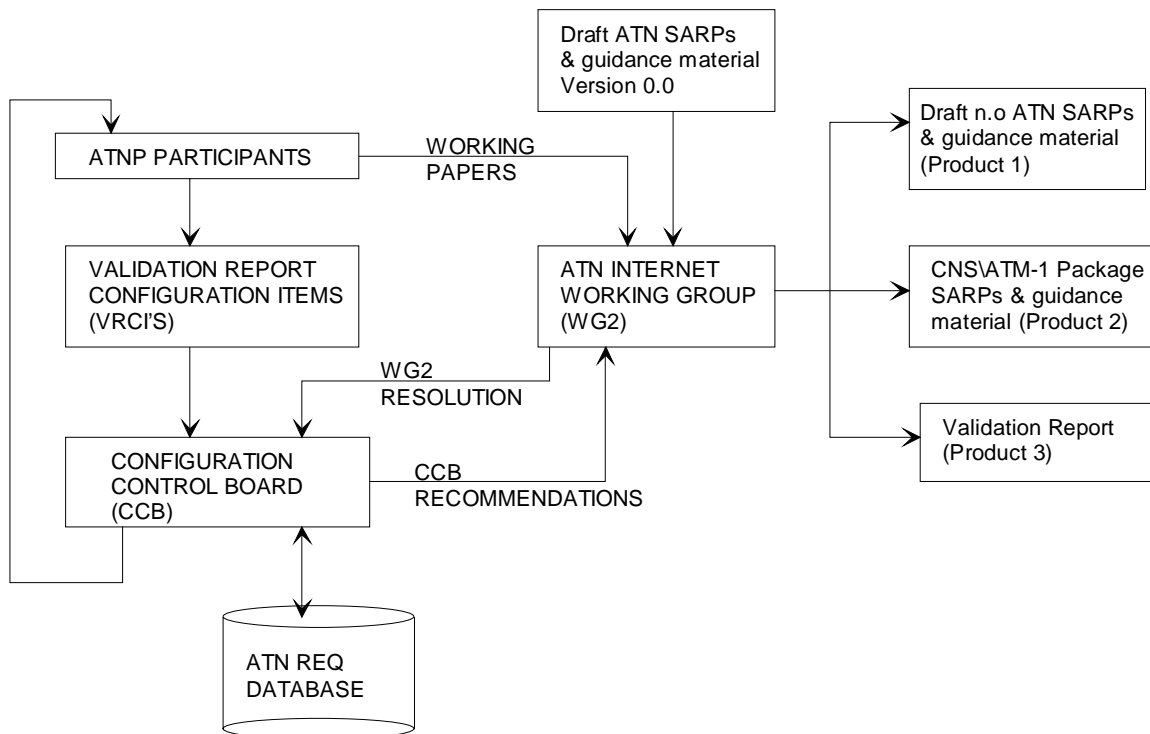 Draft ATN SARPs
& guidance material
Version 0.0
Draft n.o ATN SARPs
& guidance material
(Product 1)
ATNP PARTICIPANTS
WORKING
PAPERS
VALIDATION REPORT
CONFIGURATION ITEMS
(VRCI'S)
ATN INTERNET
WORKING GROUP
(WG2)
CNS\ATM-1 Package
SARPs & guidance
material (Product 2)
WG2
RESOLUTION
Validation Report
(Product 3)
CONFIGURATION
CONTROL BOARD
(CCB)
CCB
RECOMMENDATIONS
ATN REQ
DATABASE